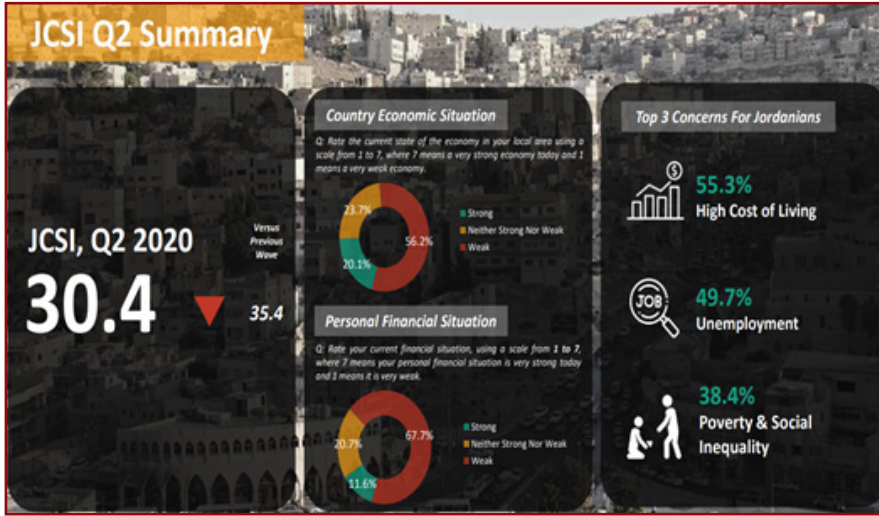 JCSI Q2 Summary
JCSI, Q2 2020
30.4
Versus
Previous
Wave
35.4
Country Economic Situation
Q: Rate the current state of the economy in your local area using a
scale from 1 to 7, where 7 means a very strong economy today and 1
means a very weak economy.
23.7%
56.2%
20.1%
Strong
Neither Strong Nor Weak
Weak
Personal Financial Situation
Q: Rate your current financial situation, using a scale from 1 to 7,
where 7 means your personal financial situation is very strong today
and 1 means it is very weak.
20.7%
67.7%
11.6%
Strong
Neither Strong Nor Weak
Weak
Top 3 Concerns For Jordanians
$
55.3%
High Cost of Living
JOB
49.7%
Unemployment
38.4%
Poverty & Social
Inequality